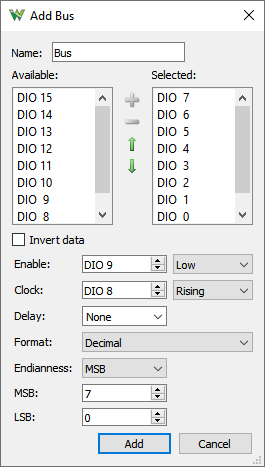 Add Bus
Name: Bus
Available: Selected:
DIO 15 DIO 7
DIO 14 DIO 6
DIO 13 DIO 5
DIO 12 DIO 4
DIO 11 DIO 3
DIO 10 DIO 2
DIO 9 DIO 1
DIO 8 DIO 0
Invert data
Enable: DIO 9 Low
Clock: DIO 8 Rising
Delay: None
Format: Decimal
Endianness: MSB
MSB: 7
LSB: 0
Add Cancel